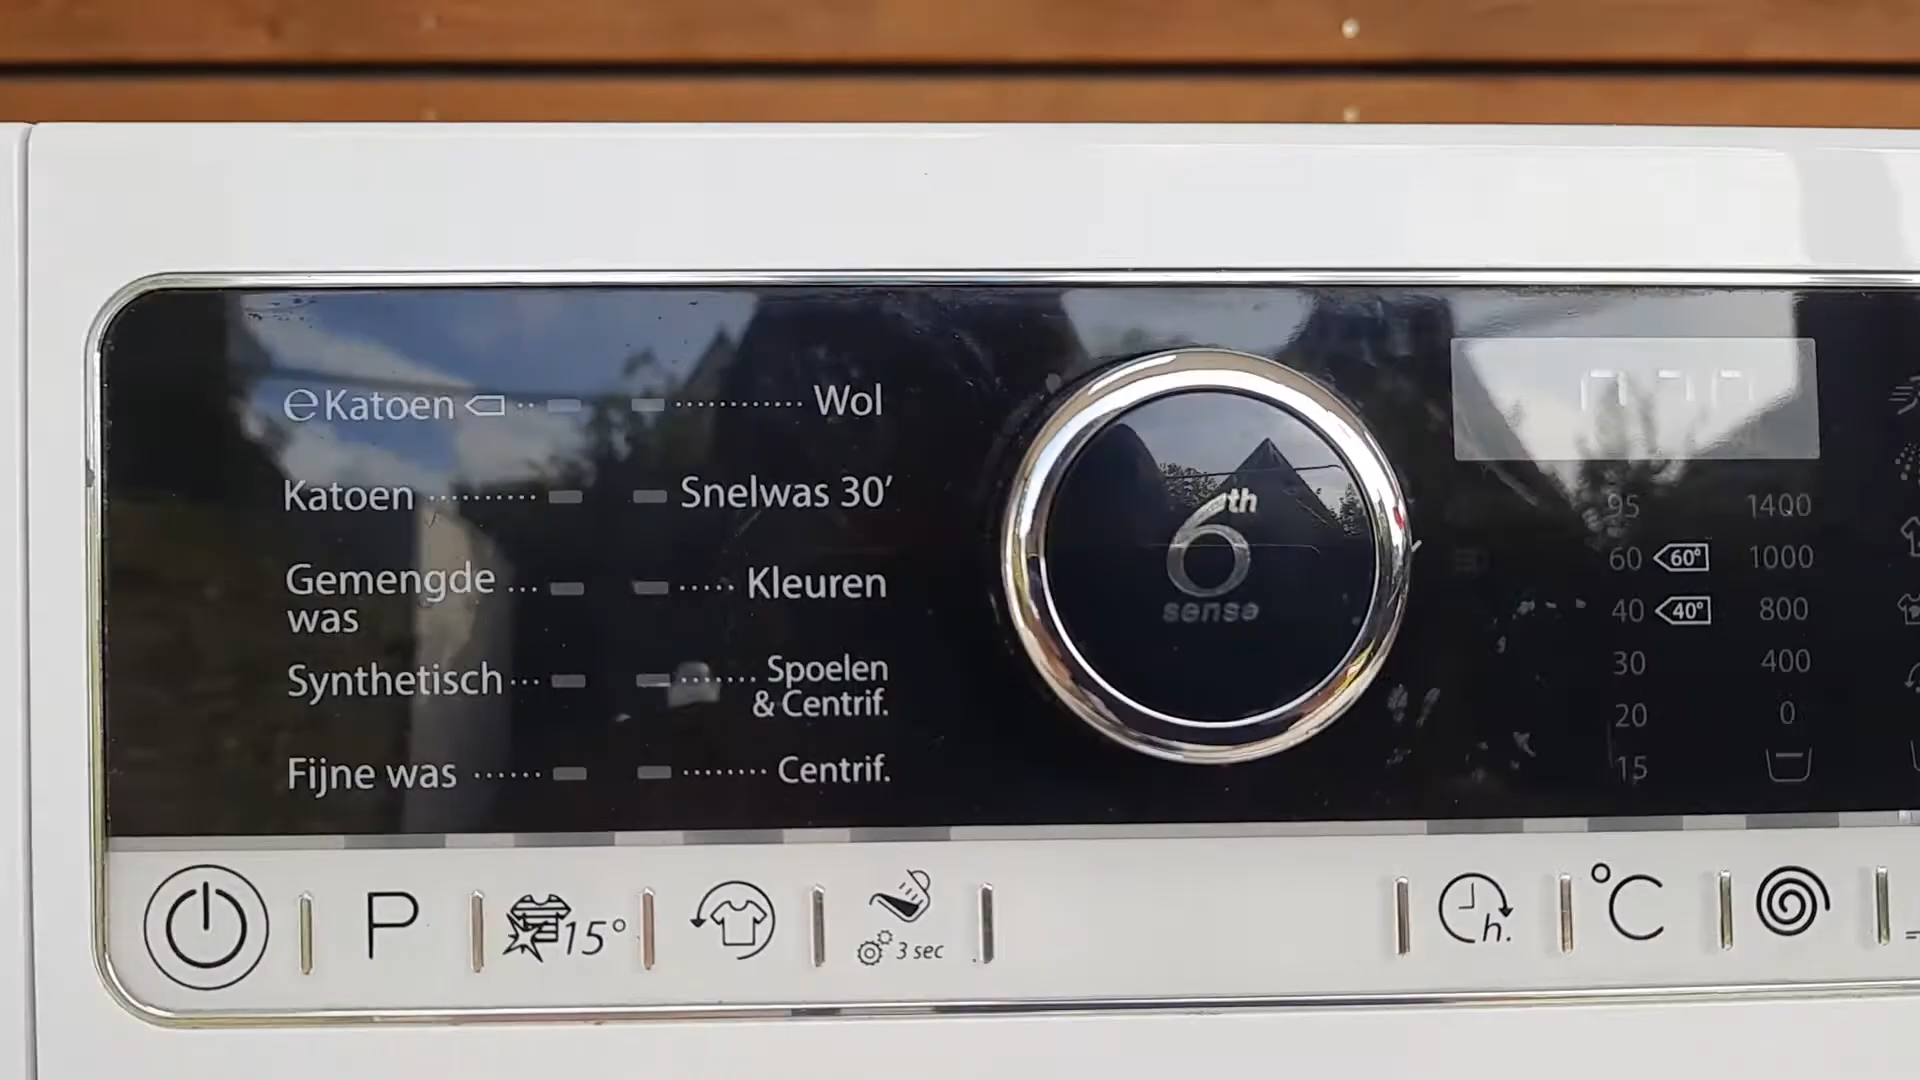 eKatoen
Wol
Katoen
Snelwas 30'
Gemengde
was
Kleuren
Synthetisch
Spoelen
& Centrif.
Fijne was
Centrif.
6th
sense
95 1400
60 60° 1000
40 40° 800
30 400
20 0
15
P
15°
3 sec
h.
°C